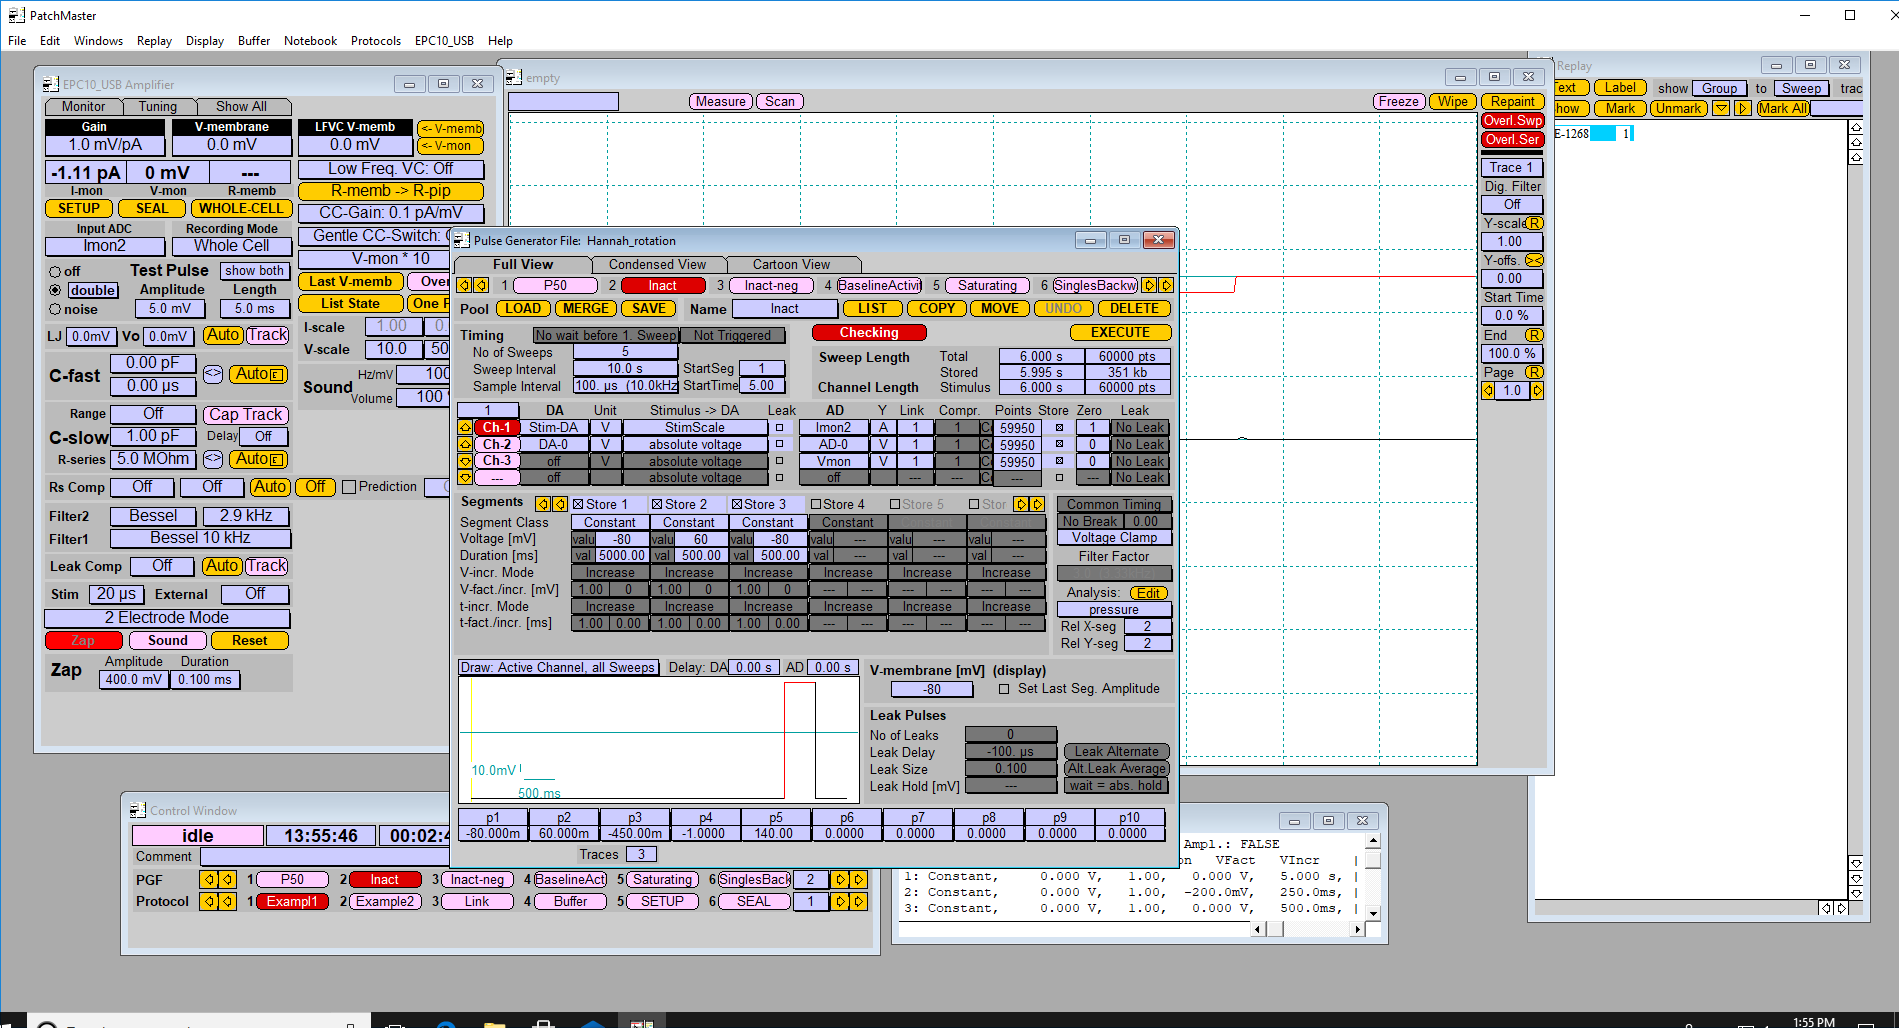 PatchMaster
File Edit Windows Replay Display Buffer Notebook Protocols EPC10_USB Help
EPC10_USB Amplifier
Monitor Tuning Show All
Gain V-membrane LFVC V-memb <- V-memb
1.0 mV/pA 0.0 mV 0.0 mV <- V-mon
-1.11 pA 0 mV --- Low Freq. VC: Off
I-mon V-mon R-memb R-memb -> R-pip
SETUP SEAL WHOLE-CELL CC-Gain: 0.1 pA/mV
Input ADC Recording Mode Gentle CC-Switch:
Imon2 Whole Cell V-mon * 10
off Test Pulse show both Last V-memb Over
double Amplitude Length List State One F
noise 5.0 mV 5.0 ms
LJ 0.0mV Vo 0.0mV Auto Track I-scale 1.00 0.
V-scale 10.0 50
C-fast 0.00 pF <> Auto E
0.00 µs
Sound Hz/mV 100
Volume 100
Range Off Cap Track
C-slow 1.00 pF Delay Off
R-series 5.0 MOhm <> Auto E
Rs Comp Off Off Auto Off Prediction
Filter2 Bessel 2.9 kHz
Filter1 Bessel 10 kHz
Leak Comp Off Auto Track
Stim 20 µs External Off
2 Electrode Mode
Zap Sound Reset
Zap Amplitude Duration
400.0 mV 0.100 ms
empty
Measure Scan Freeze Wipe Repaint
Overl.Swp
Overl.Ser
Trace 1
Dig. Filter
Off
Y-scale R
1.00
Y-offs.
0.00
Start Time
0.0 %
End R
100.0 %
Page R
1.0
Replay
ext Label show Group to Sweep trac
how Mark Unmark Mark All
E-1268 1
Pulse Generator File: Hannah_rotation
Full View Condensed View Cartoon View
1 P50 2 Inact 3 Inact-neg 4 BaselineActivi 5 Saturating 6 SinglesBackw
Pool LOAD MERGE SAVE Name Inact LIST COPY MOVE UNDO DELETE
Timing No wait before 1. Sweep Not Triggered Checking EXECUTE
No of Sweeps 5
Sweep Interval 10.0 s StartSeg 1
Sample Interval 100. µs (10.0kHz StartTime 5.00
Sweep Length Total 6.000 s 60000 pts
Stored 5.995 s 351 kb
Channel Length Stimulus 6.000 s 60000 pts
1 DA Unit Stimulus -> DA Leak AD Y Link Compr. Points Store Zero Leak
Ch-1 Stim-DA V StimScale Imon2 A 1 1 C 59950 1 No Leak
Ch-2 DA-0 V absolute voltage AD-0 V 1 1 C 59950 0 No Leak
Ch-3 off V absolute voltage Vmon V 1 1 C 59950 0 No Leak
--- off absolute voltage off --- --- --- --- --- No Leak
Segments Store 1 Store 2 Store 3 Store 4 Store 5 Stor
Segment Class Constant Constant Constant Constant Constant Constant
Voltage [mV] valu -80 valu 60 valu -80 valu --- valu --- valu ---
Duration [ms] val 5000.00 val 500.00 val 500.00 val --- val --- val ---
V-incr. Mode Increase Increase Increase Increase Increase Increase
V-fact./incr. [mV] 1.00 0 1.00 0 1.00 0 --- --- --- --- --- ---
t-incr. Mode Increase Increase Increase Increase Increase Increase
t-fact./incr. [ms] 1.00 0.00 1.00 0.00 1.00 0.00 --- --- --- --- --- ---
Common Timing
No Break 0.00
Voltage Clamp
Filter Factor
Analysis: Edit
pressure
Rel X-seg 2
Rel Y-seg 2
Draw: Active Channel, all Sweeps Delay: DA 0.00 s AD 0.00 s
10.0mV
500.ms
V-membrane [mV] (display)
-80 Set Last Seg. Amplitude
Leak Pulses
No of Leaks 0
Leak Delay -100. µs Leak Alternate
Leak Size 0.100 Alt.Leak Average
Leak Hold [mV] --- wait = abs. hold
p1 p2 p3 p4 p5 p6 p7 p8 p9 p10
-80.000m 60.000m -450.00m -1.0000 140.00 0.0000 0.0000 0.0000 0.0000 0.0000
Traces 3
Control Window
idle 13:55:46 00:02:4
Comment
PGF 1 P50 2 Inact 3 Inact-neg 4 BaselineAct 5 Saturating 6 SinglesBack 2
Protocol 1 Exampl1 2 Example2 3 Link 4 Buffer 5 SETUP 6 SEAL 1
Ampl.: FALSE
on VFact VIncr |
1: Constant, 0.000 V, 1.00, 0.000 V, 5.000 s, |
2: Constant, 0.000 V, 1.00, -200.0mV, 250.0ms, |
3: Constant, 0.000 V, 1.00, 0.000 V, 500.0ms, |
1:55 PM